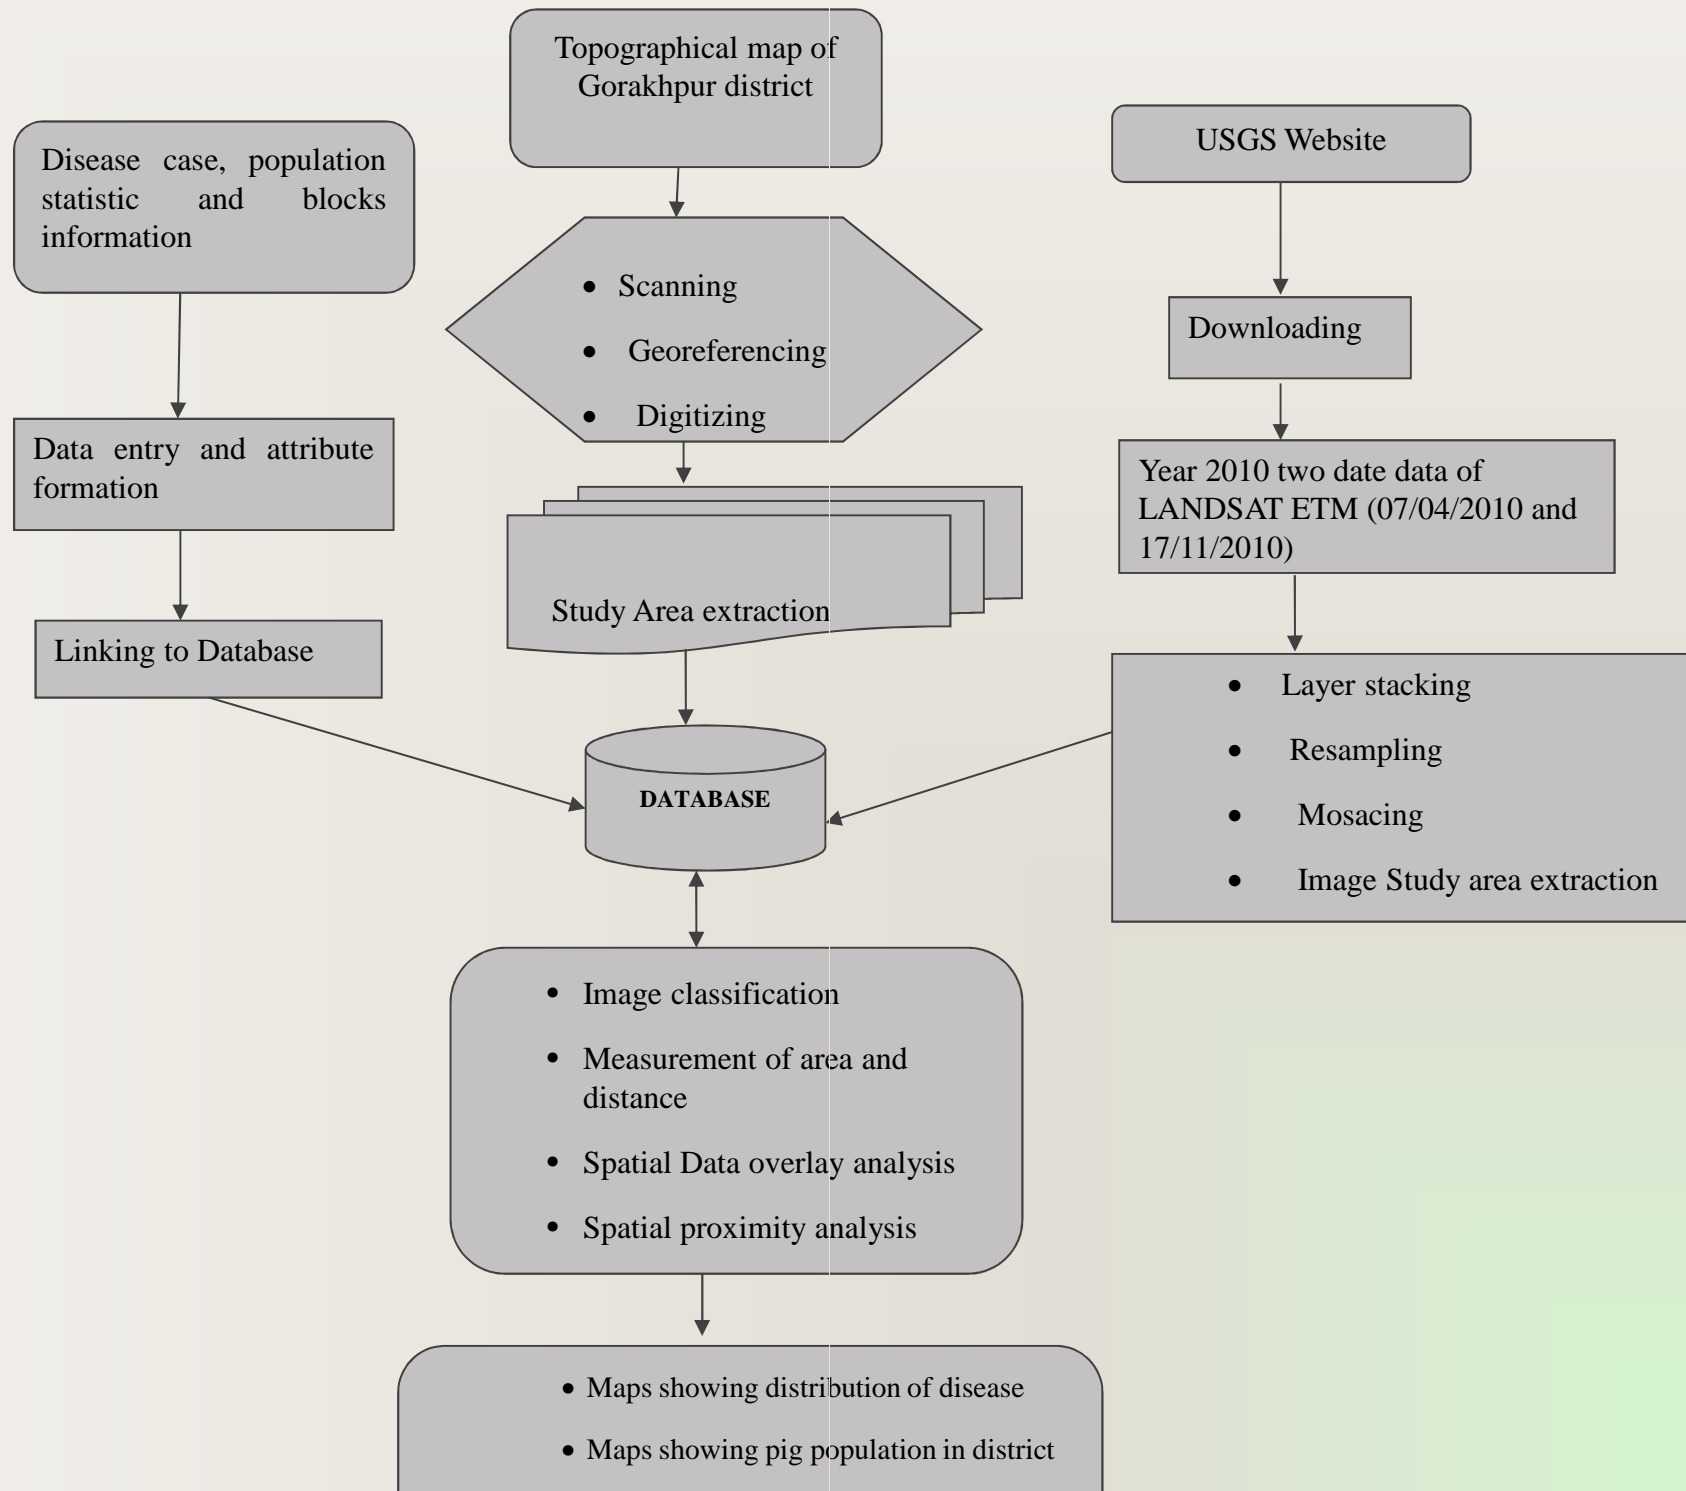 Topographical map of
Gorakhpur district
Disease case, population
statistic and blocks
information
USGS Website
• Scanning
• Georeferencing
• Digitizing
Downloading
Data entry and attribute
formation
Year 2010 two date data of
LANDSAT ETM (07/04/2010 and
17/11/2010)
Study Area extraction
Linking to Database
• Layer stacking
• Resampling
• Mosacing
• Image Study area extraction
DATABASE
• Image classification
• Measurement of area and
distance
• Spatial Data overlay analysis
• Spatial proximity analysis
• Maps showing distribution of disease
• Maps showing pig population in district